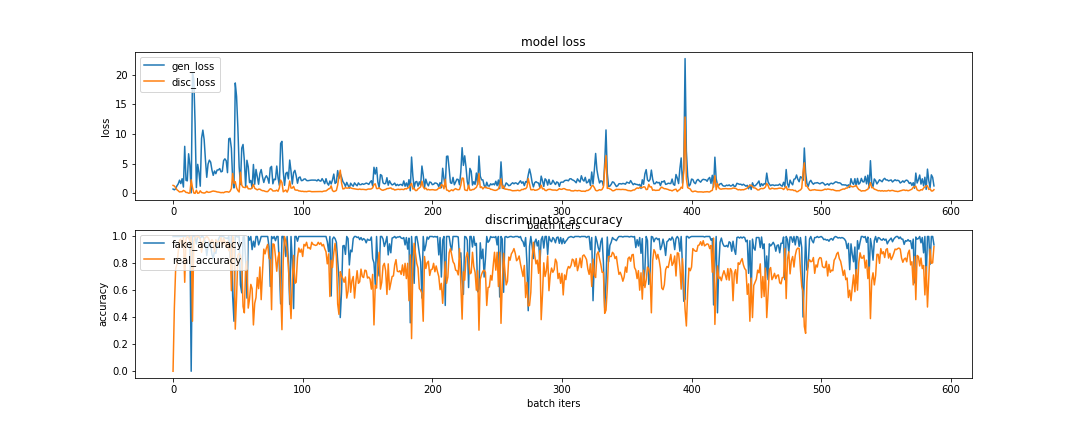 model loss
gen_loss
disc_loss
20
15
10
5
0
loss
0 100 200 300 400 500 600
batch iters
discriminator accuracy
fake_accuracy
real_accuracy
1.0
0.8
0.6
0.4
0.2
0.0
accuracy
0 100 200 300 400 500 600
batch iters